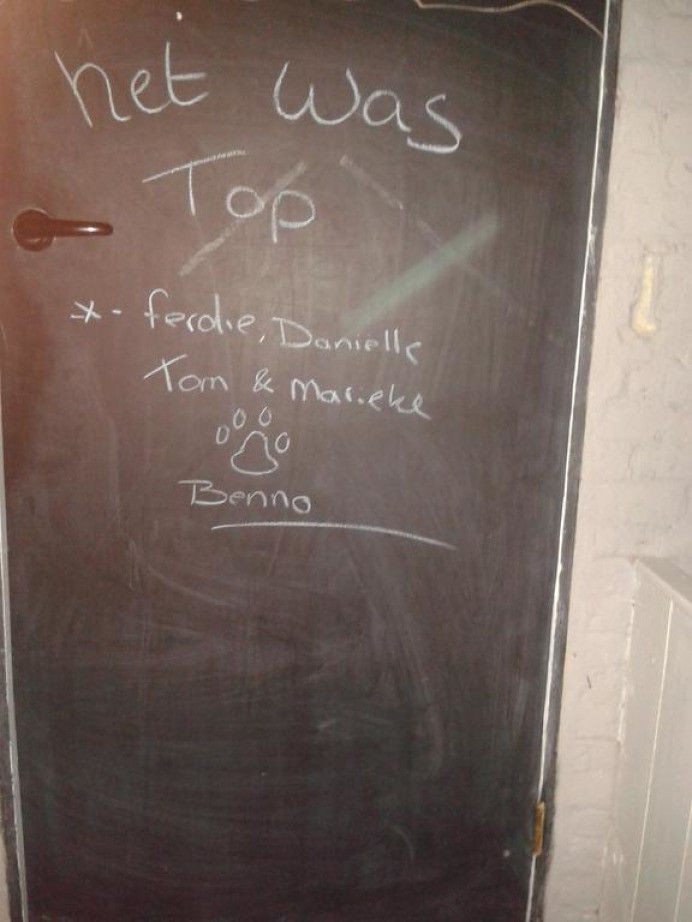 het was
Top
x - ferdie, Danielle
Tom & Marieke
Benno